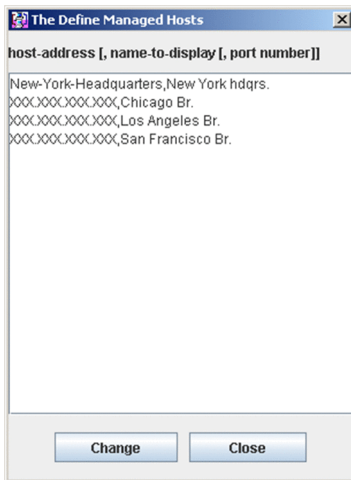 The Define Managed Hosts
host-address [, name-to-display [, port number]]
New-York-Headquarters,New York hdqrs.
XXX.XXX.XXX.XXX,Chicago Br.
XXX.XXX.XXX.XXX,Los Angeles Br.
XXX.XXX.XXX.XXX,San Francisco Br.
Change
Close